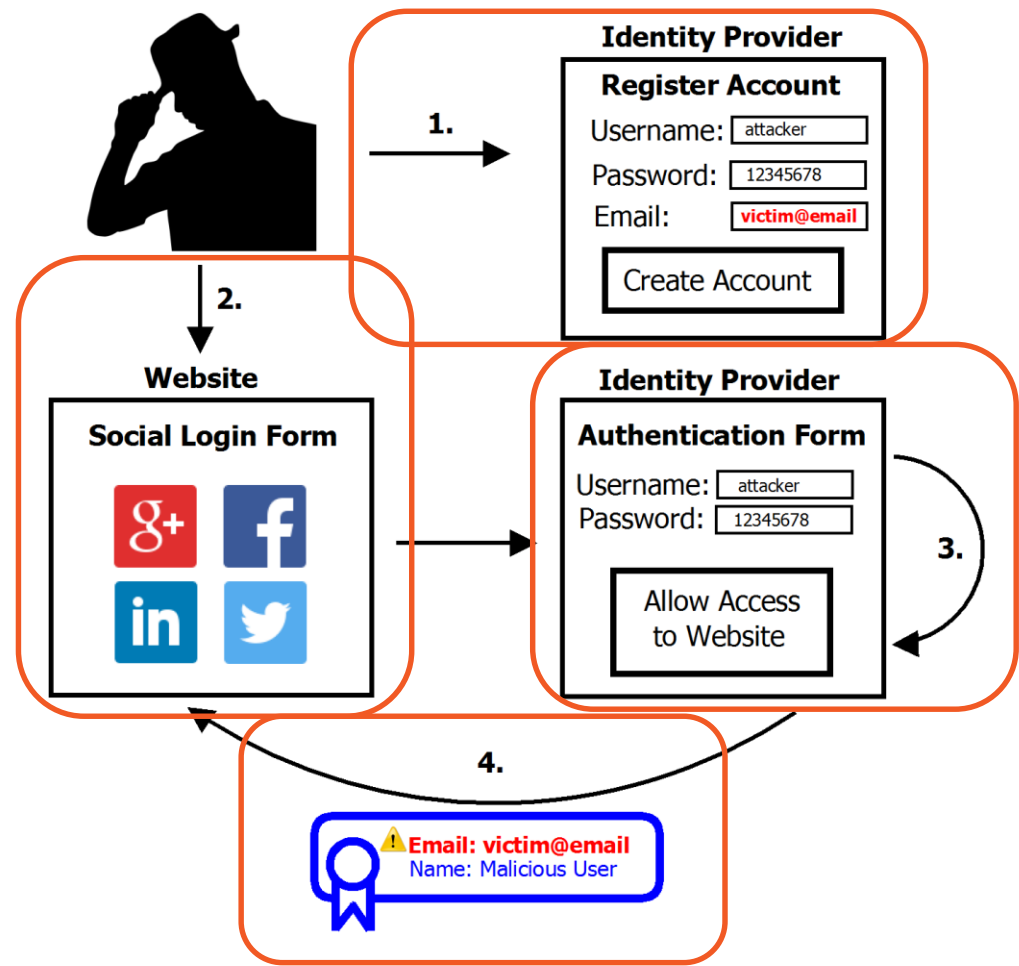 Identity Provider
Register Account
Username: attacker
Password: 12345678
Email: victim@email
Create Account
1.
2.
Website
Social Login Form
g+
f
in
Identity Provider
Authentication Form
Username: attacker
Password: 12345678
Allow Access
to Website
3.
4.
Email: victim@email
Name: Malicious User